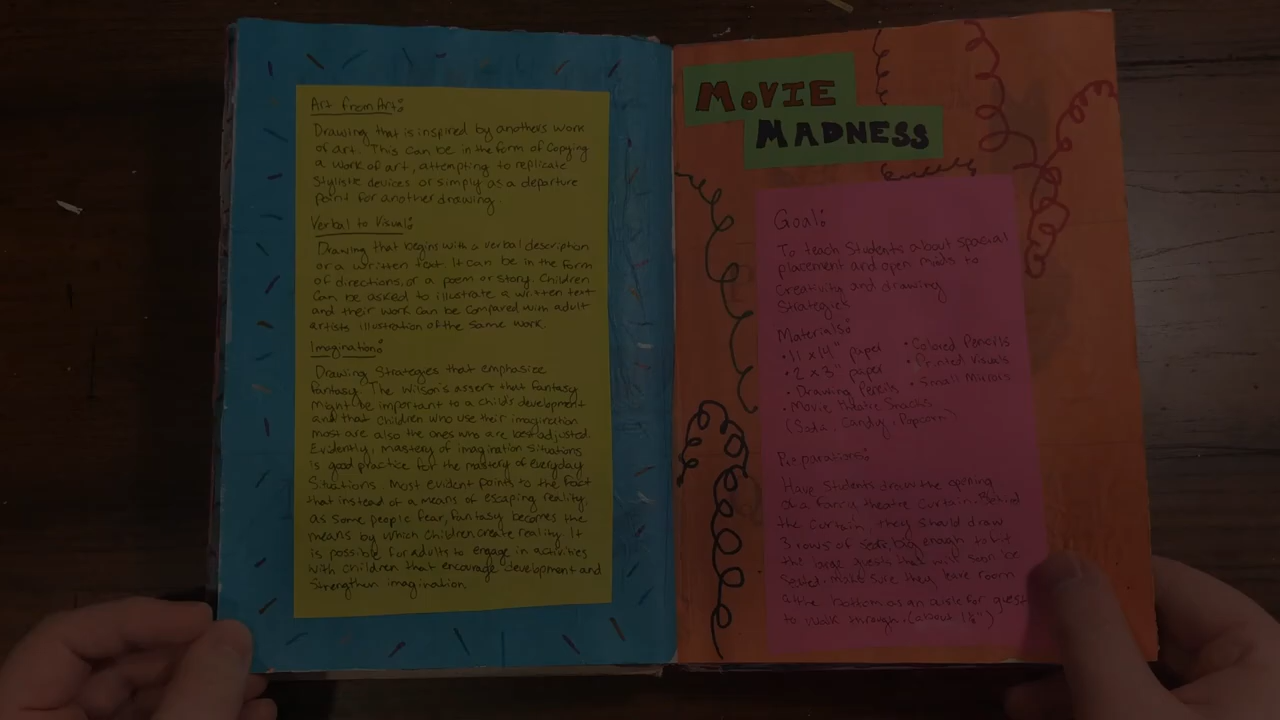 Art from Art:
Drawing that is inspired by anothers work
of art. This can be in the form of copying
a work of art, attempting to replicate
stylistic devices or simply as a departure
point for another drawing.
Verbal to Visual:
Drawing that begins with a verbal description
or a written text. It can be in the form
of directions, or a poem or story. Children
can be asked to illustrate a written text
and their work can be compared with adult
artists illustration of the same work.
Imagination:
Drawing Strategies that emphasize
fantasy. The Wilson's assert that fantasy
might be important to a child's development
and that children who use their imagination
most are also the ones who are best adjusted.
Evidently, mastery of imagination situations
is good practice for the mastery of everyday
situations. Most evident points to the fact
that instead of a means of escaping reality,
as some people fear, fantasy becomes the
means by which children create reality. It
is possible for adults to engage in activities
with children that encourage development and
strengthen imagination.
MOVIE
MADNESS
Goal:
To teach students about spacial
placement and open minds to
creativity and drawing
strategies.
Materials:
• 11 x 14" paper
• 2 x 3" paper
• Drawing Pencils
• Movie theatre Snacks
(Soda, Candy, Popcorn)
• Colored Pencils
• Printed Visuals
• Small Mirrors
Preparations:
Have students draw the opening
of a fancy theatre curtain. Behind
the curtain, they should draw
3 rows of seats, big enough to fit
the large guests that will soon be
seated. make sure they leave room
at the bottom as an aisle for guest
to walk through. (about 1½")